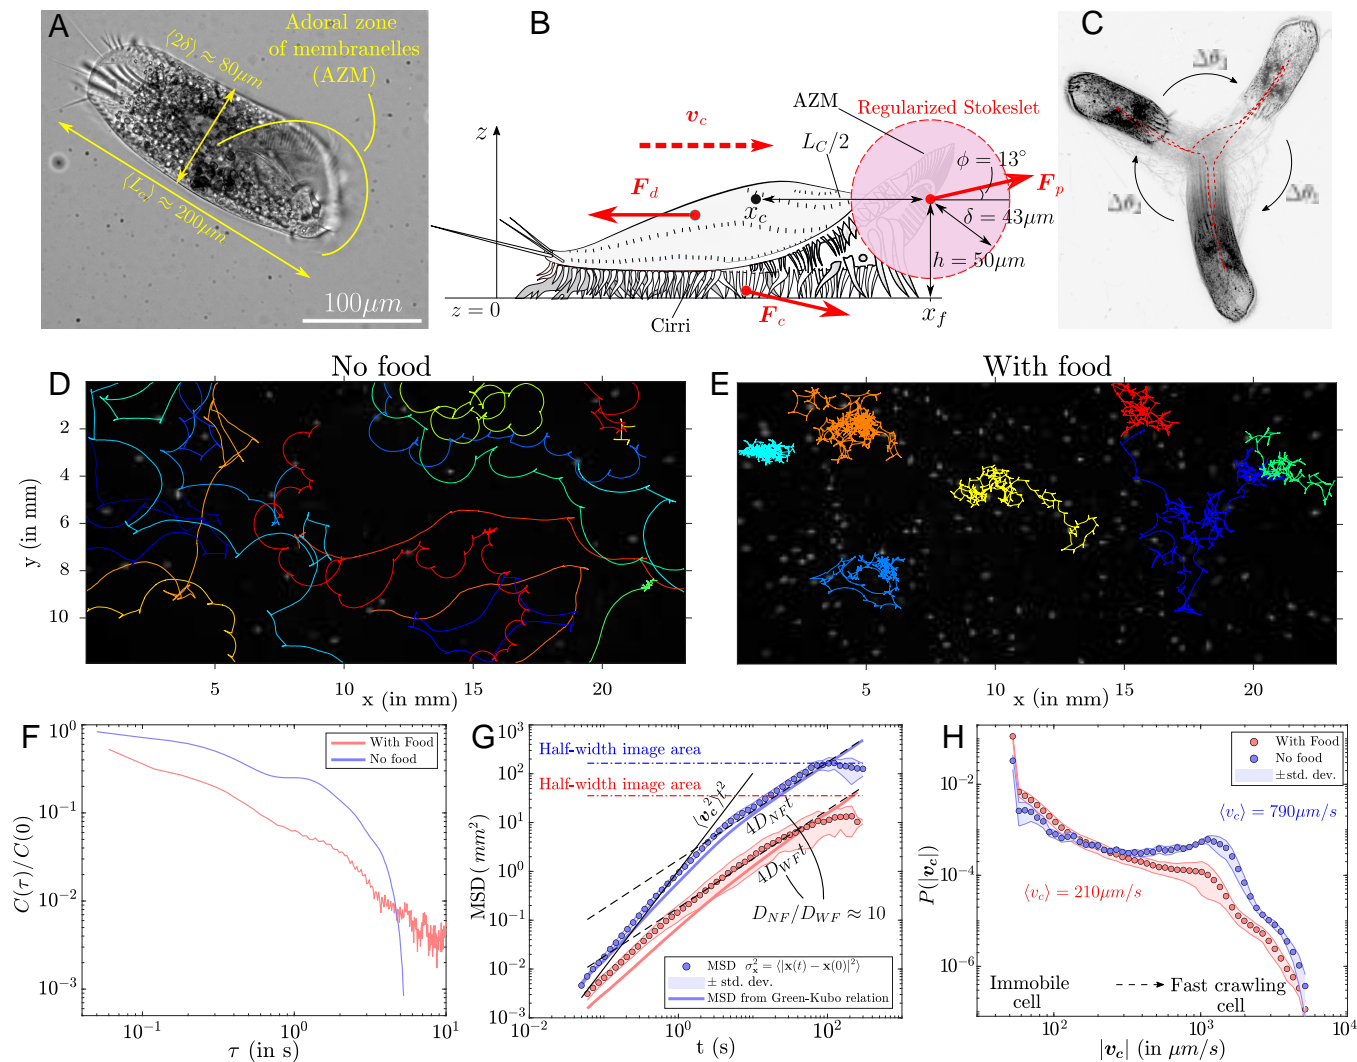 A
Adoral zone
of membranelles
(AZM)
⟨2δ⟩ ≈ 80μm
⟨L_c⟩ ≈ 200μm
100μm
B
z
v_c
AZM
Regularized Stokeslet
L_C/2
ϕ = 13°
F_p
F_d
x_c
δ = 43μm
h = 50μm
z = 0
Cirri
F_c
x_f
C
No food
D
2
4
6
8
10
y (in mm)
5
10
15
20
x (in mm)
With food
E
5
10
15
20
x (in mm)
F
With Food
No food
10^0
10^-1
10^-2
10^-3
C(τ)/C(0)
10^-1
10^0
10^1
τ (in s)
G
10^3
10^2
10^1
10^0
10^-1
10^-2
10^-3
MSD ( mm^2)
Half-width image area
Half-width image area
⟨v_c^2⟩t^2
4D_NF t
4D_WF t
D_NF/D_WF ≈ 10
MSD σ_x^2 = ⟨|x(t) − x(0)|^2⟩
± std. dev.
MSD from Green-Kubo relation
10^-2
10^0
10^2
t (s)
H
With Food
No food
±std. dev.
⟨v_c⟩ = 790μm/s
⟨v_c⟩ = 210μm/s
10^-2
10^-4
10^-6
P(|v_c|)
Immobile
cell
Fast crawling
cell
10^2
10^3
10^4
|v_c| (in μm/s)